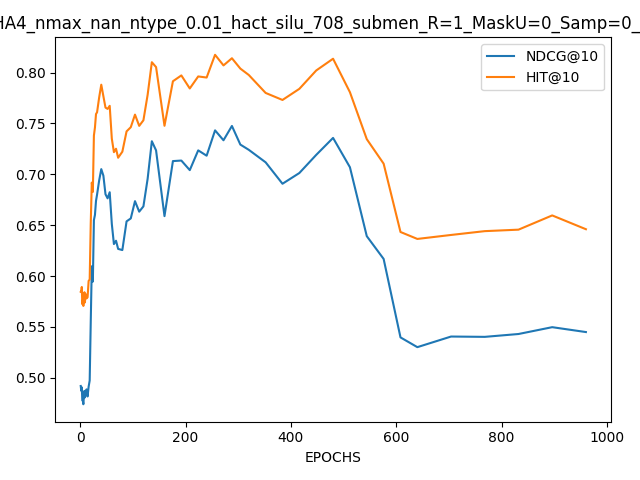 HA4_nmax_nan_ntype_0.01_hact_silu_708_submen_R=1_MaskU=0_Samp=0_
NDCG@10
HIT@10
0.80
0.75
0.70
0.65
0.60
0.55
0.50
0 200 400 600 800 1000
EPOCHS